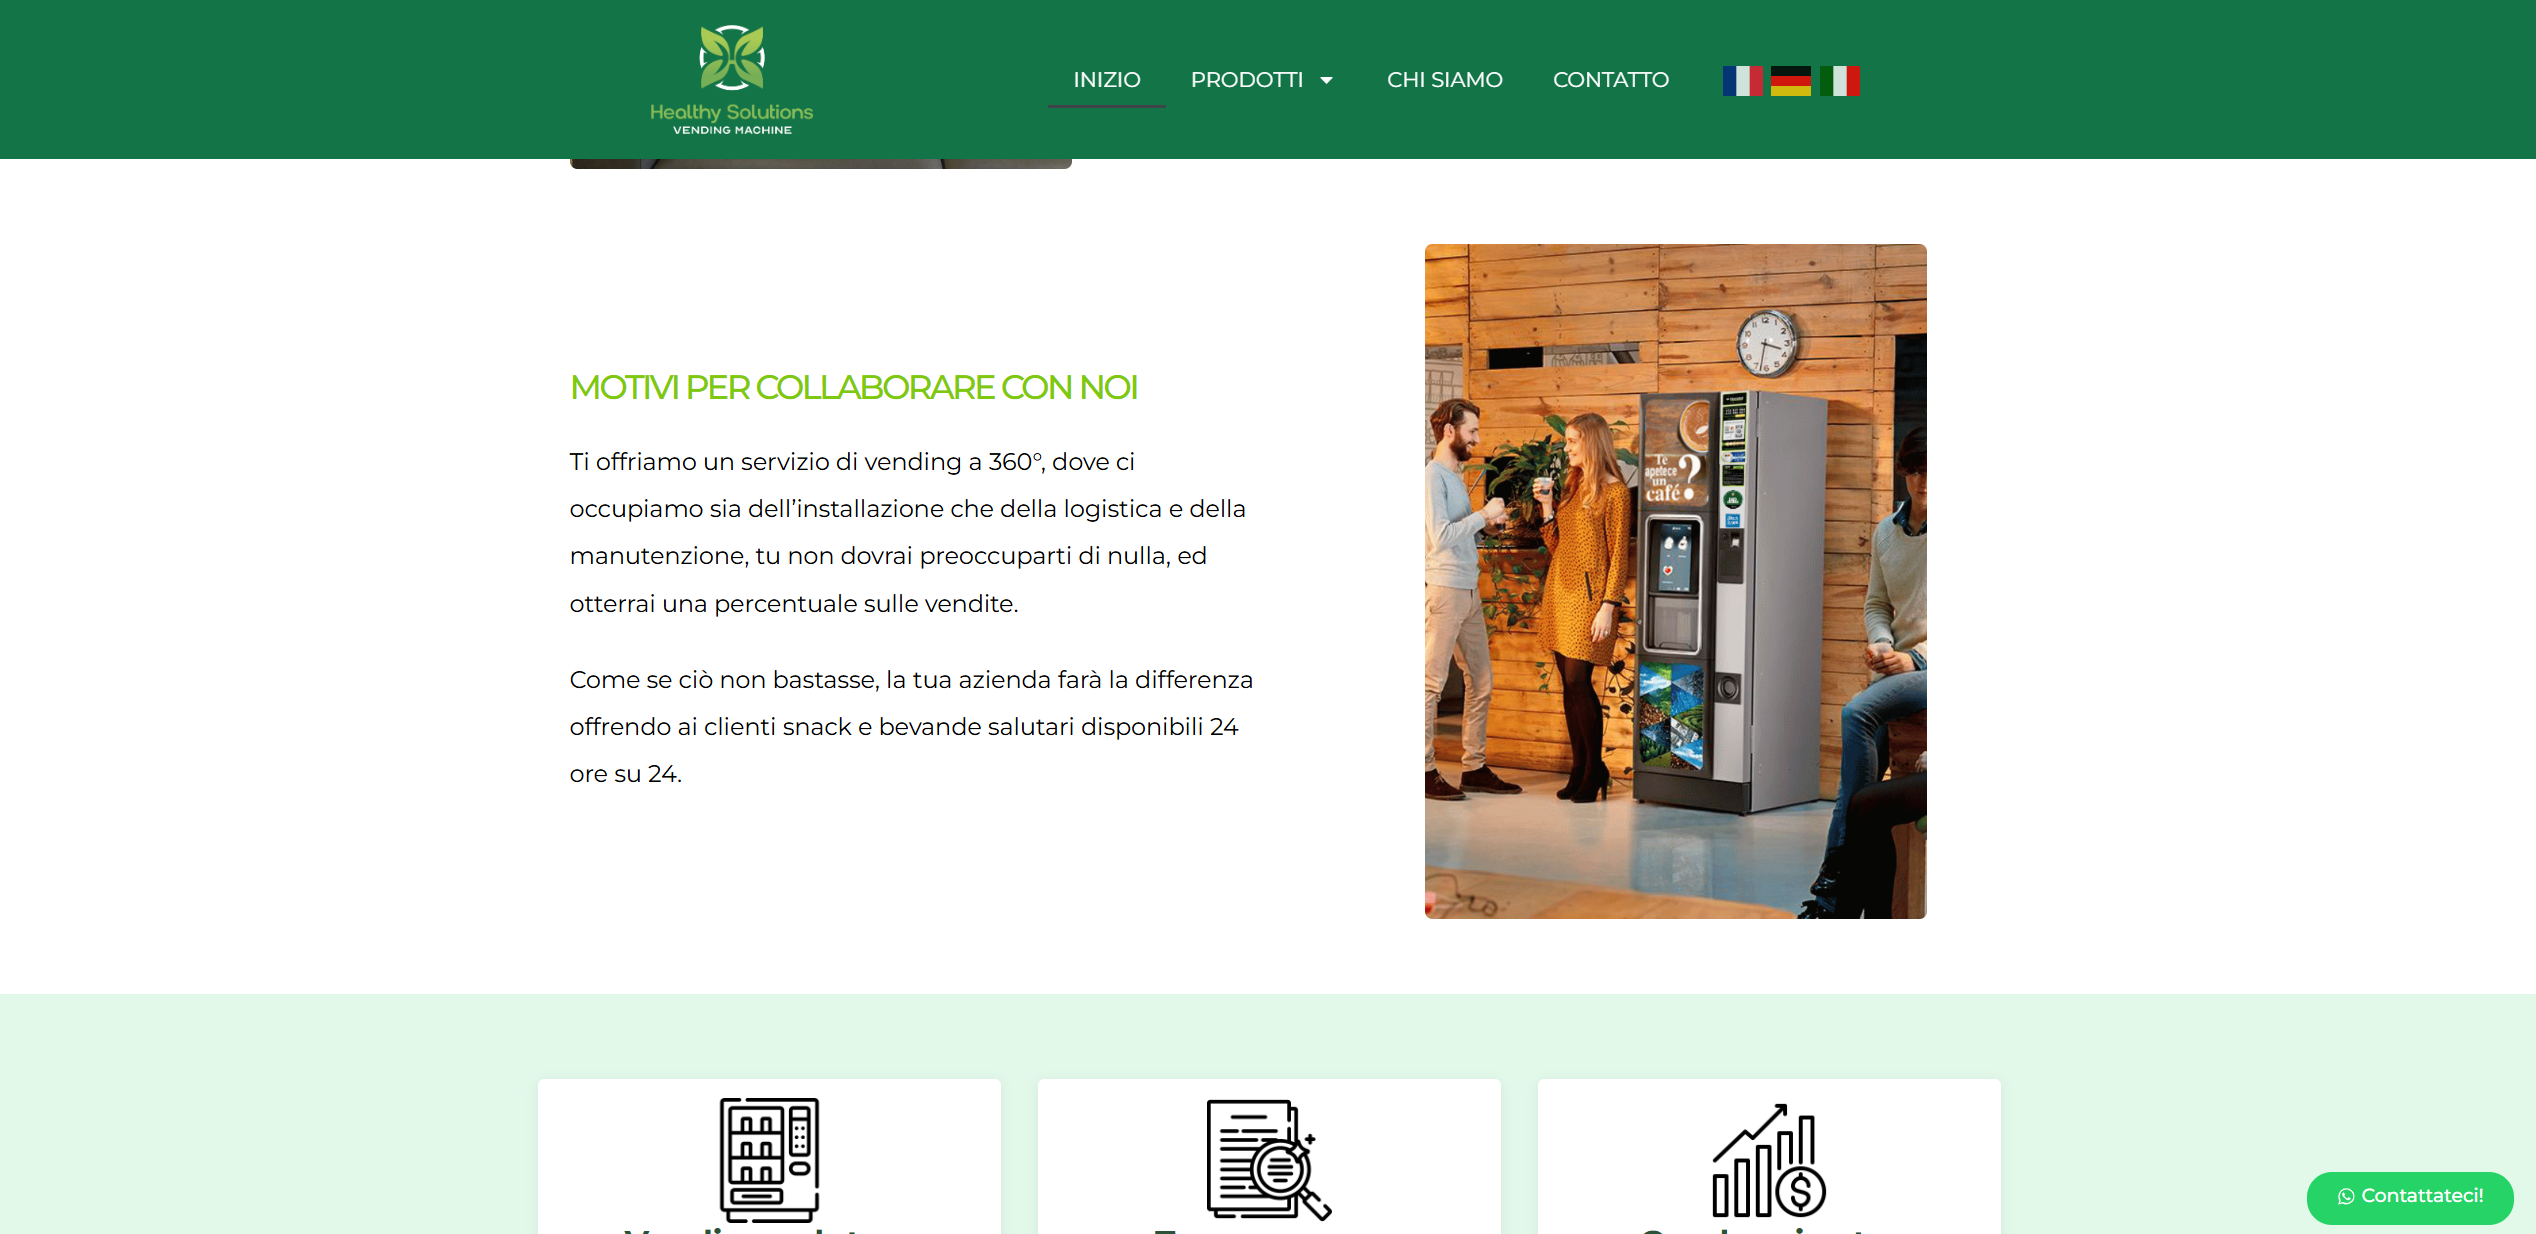 Healthy Solutions
VENDING MACHINE
INIZIO
PRODOTTI
CHI SIAMO
CONTATTO
MOTIVI PER COLLABORARE CON NOI
Ti offriamo un servizio di vending a 360°, dove ci
occupiamo sia dell’installazione che della logistica e della
manutenzione, tu non dovrai preoccuparti di nulla, ed
otterrai una percentuale sulle vendite.
Come se ciò non bastasse, la tua azienda farà la differenza
offrendo ai clienti snack e bevande salutari disponibili 24
ore su 24.
Te
apetece
un
café?
Contattateci!